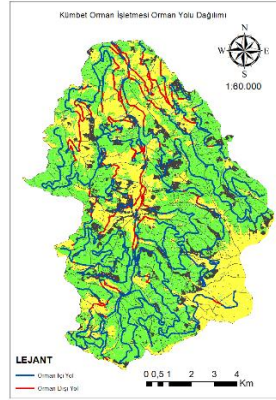 Kümbet Orman İşletmesi Orman Yolu Dağılımı
N
W E
S
1:60.000
LEJANT
Orman İçi Yol
Orman Dışı Yol
0 0,5 1 2 3 4
Km